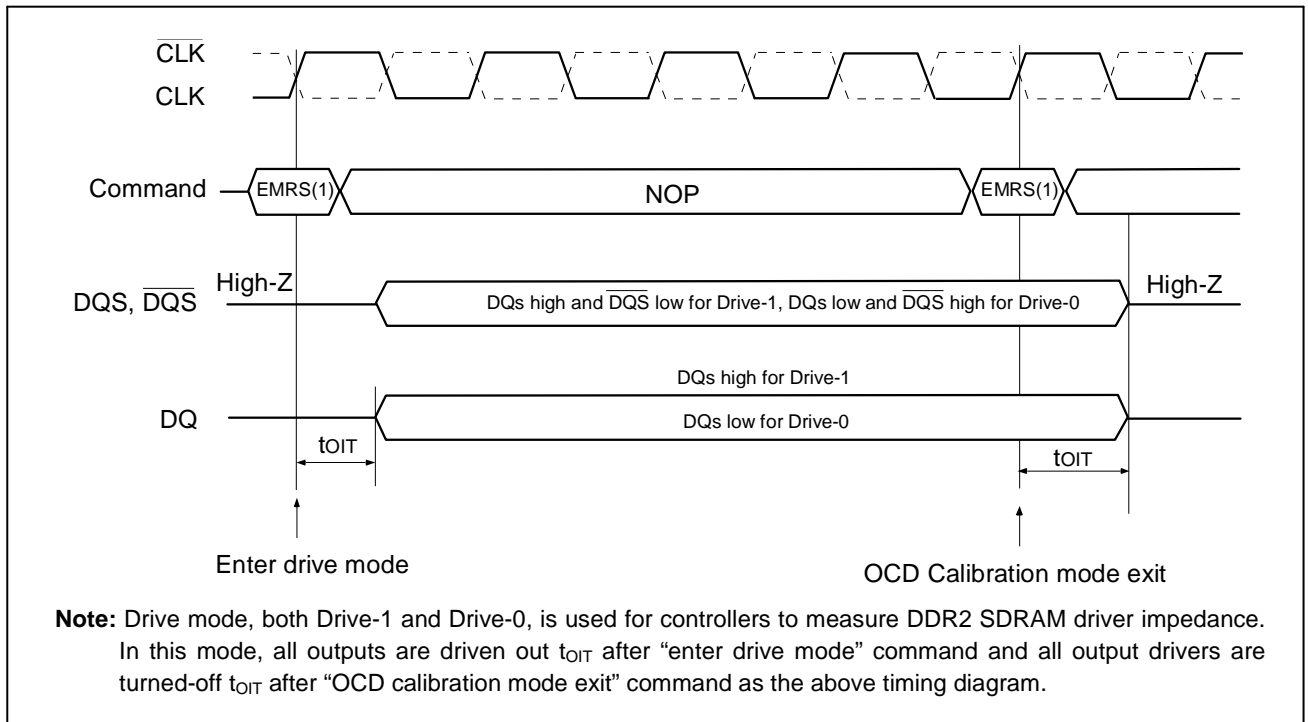 C̅L̅K̅
CLK
Command
EMRS(1)
NOP
EMRS(1)
High-Z
High-Z
DQS, D̅Q̅S̅
DQs high and D̅Q̅S̅ low for Drive-1, DQs low and D̅Q̅S̅ high for Drive-0
DQs high for Drive-1
DQ
DQs low for Drive-0
tOIT
tOIT
Enter drive mode
OCD Calibration mode exit
Note: Drive mode, both Drive-1 and Drive-0, is used for controllers to measure DDR2 SDRAM driver impedance.
In this mode, all outputs are driven out tOIT after “enter drive mode” command and all output drivers are
turned-off tOIT after “OCD calibration mode exit” command as the above timing diagram.